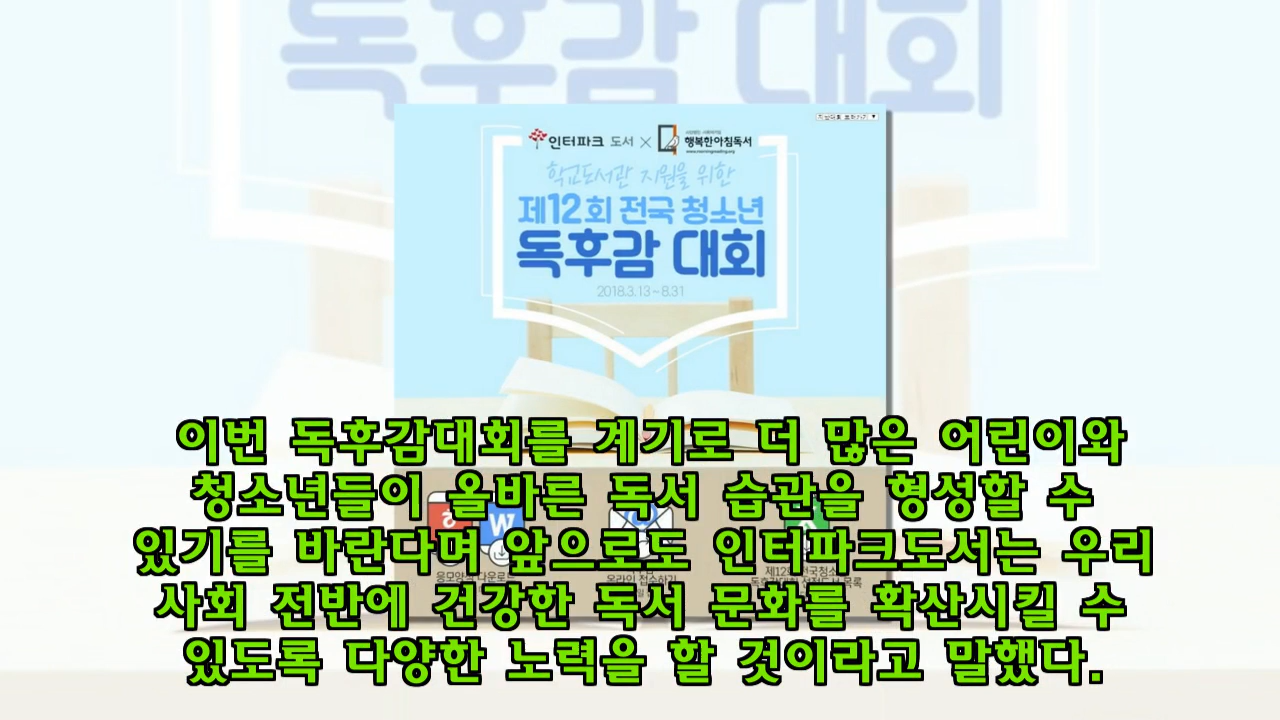 독후감 대회
인터파크 도서 × 행복한아침독서
www.morningreading.org
학교도서관 지원을 위한
제12회 전국 청소년
독후감 대회
2018.3.13~8.31
이번 독후감대회를 계기로 더 많은 어린이와
청소년들이 올바른 독서 습관을 형성할 수
있기를 바란다며 앞으로도 인터파크도서는 우리
사회 전반에 건강한 독서 문화를 확산시킬 수
있도록 다양한 노력을 할 것이라고 말했다.